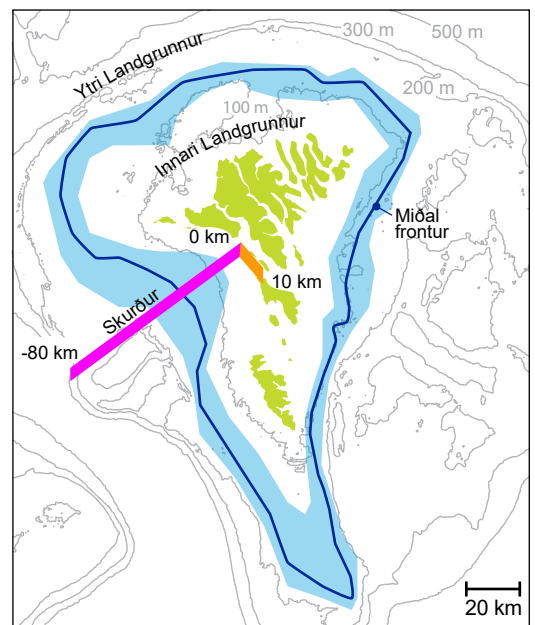 300 m
500 m
Ytri Landgrunnur
200 m
100 m
Innari Landgrunnur
0 km
Miðal
frontur
10 km
Skurður
-80 km
20 km